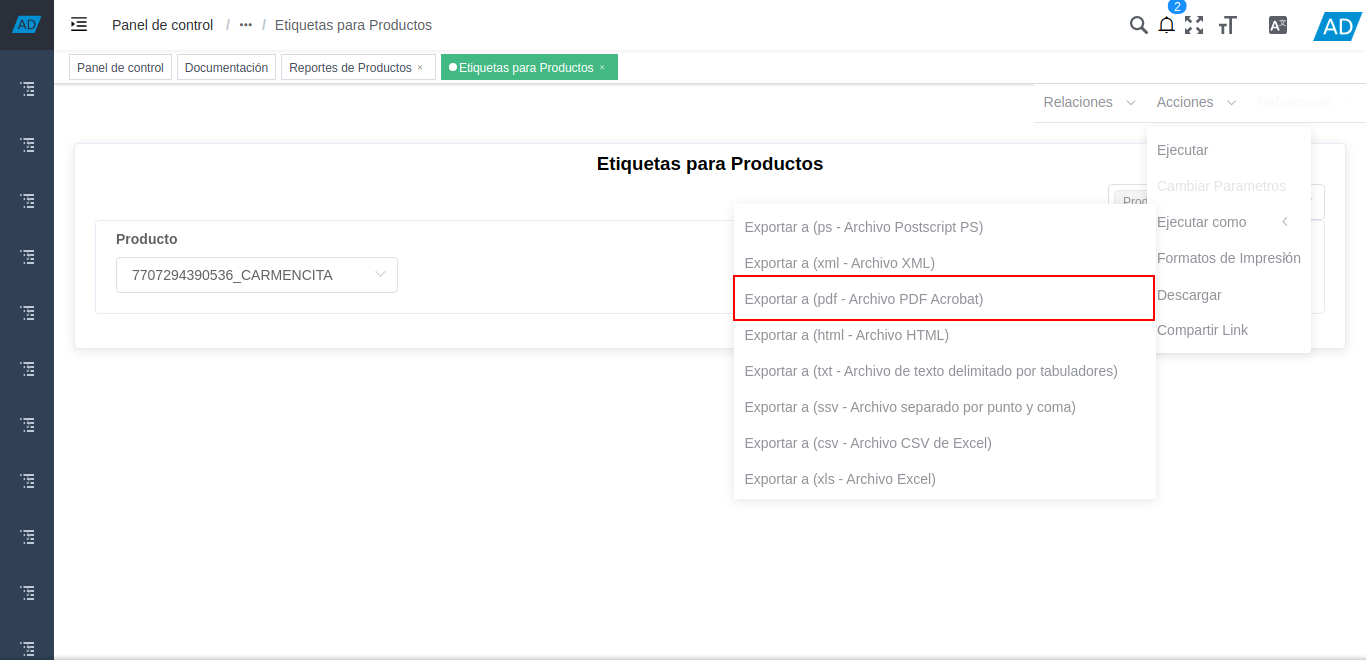 AD
Panel de control / ••• / Etiquetas para Productos
2
A
AD
Panel de control
Documentación
Reportes de Productos ×
Etiquetas para Productos ×
Relaciones
Acciones
Referencias
Etiquetas para Productos
Ejecutar
Cambiar Parametros
Ejecutar como
Formatos de Impresión
Descargar
Compartir Link
Producto
7707294390536_CARMENCITA
Exportar a (ps - Archivo Postscript PS)
Exportar a (xml - Archivo XML)
Exportar a (pdf - Archivo PDF Acrobat)
Exportar a (html - Archivo HTML)
Exportar a (txt - Archivo de texto delimitado por tabuladores)
Exportar a (ssv - Archivo separado por punto y coma)
Exportar a (csv - Archivo CSV de Excel)
Exportar a (xls - Archivo Excel)